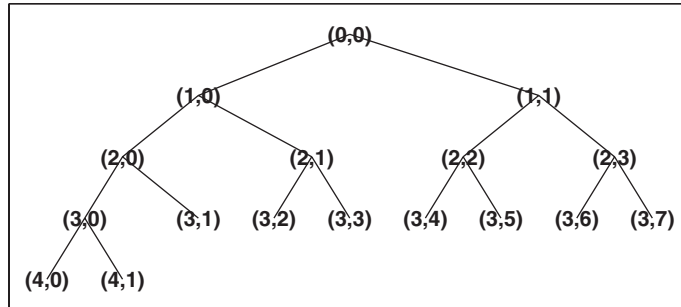 (0,0)
(1,0) (1,1)
(2,0) (2,1) (2,2) (2,3)
(3,0) (3,1) (3,2) (3,3) (3,4) (3,5) (3,6) (3,7)
(4,0) (4,1)